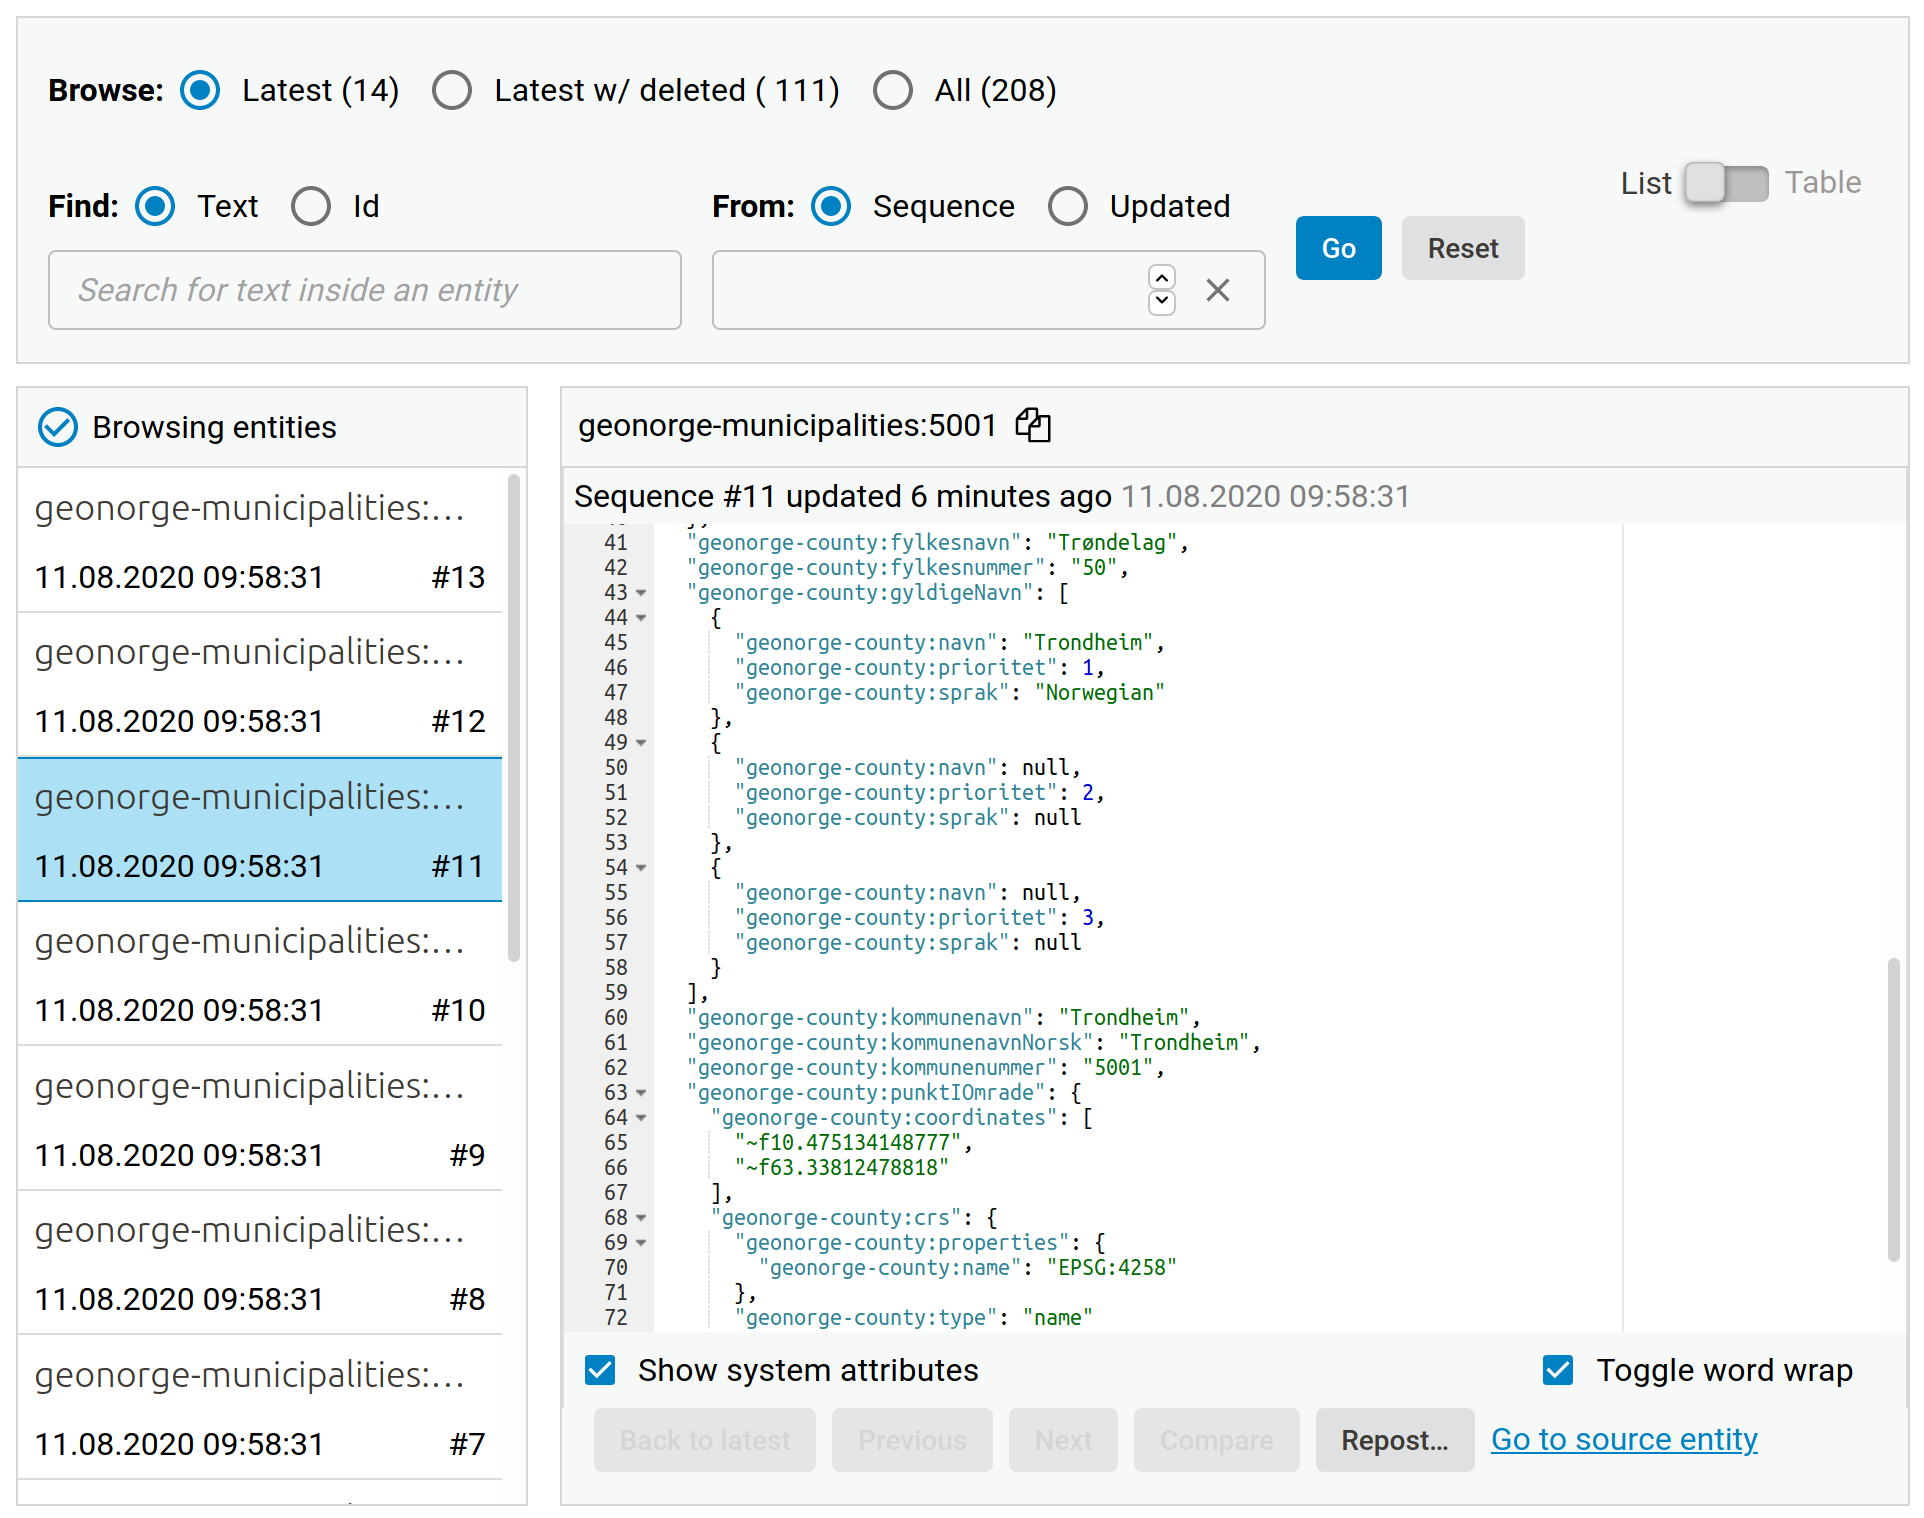 Browse: Latest (14) Latest w/ deleted ( 111) All (208)
List Table
Find: Text Id From: Sequence Updated
Search for text inside an entity
Go Reset
Browsing entities
geonorge-municipalities:...
11.08.2020 09:58:31 #13
geonorge-municipalities:...
11.08.2020 09:58:31 #12
geonorge-municipalities:...
11.08.2020 09:58:31 #11
geonorge-municipalities:...
11.08.2020 09:58:31 #10
geonorge-municipalities:...
11.08.2020 09:58:31 #9
geonorge-municipalities:...
11.08.2020 09:58:31 #8
geonorge-municipalities:...
11.08.2020 09:58:31 #7
geonorge-municipalities:5001
Sequence #11 updated 6 minutes ago 11.08.2020 09:58:31
41 "geonorge-county:fylkesnavn": "Trøndelag",
42 "geonorge-county:fylkesnummer": "50",
43 "geonorge-county:gyldigeNavn": [
44 {
45 "geonorge-county:navn": "Trondheim",
46 "geonorge-county:prioritet": 1,
47 "geonorge-county:sprak": "Norwegian"
48 },
49 {
50 "geonorge-county:navn": null,
51 "geonorge-county:prioritet": 2,
52 "geonorge-county:sprak": null
53 },
54 {
55 "geonorge-county:navn": null,
56 "geonorge-county:prioritet": 3,
57 "geonorge-county:sprak": null
58 }
59 ],
60 "geonorge-county:kommunenavn": "Trondheim",
61 "geonorge-county:kommunenavnNorsk": "Trondheim",
62 "geonorge-county:kommunenummer": "5001",
63 "geonorge-county:punktIOmrade": {
64 "geonorge-county:coordinates": [
65 "~f10.475134148777",
66 "~f63.33812478818"
67 ],
68 "geonorge-county:crs": {
69 "geonorge-county:properties": {
70 "geonorge-county:name": "EPSG:4258"
71 },
72 "geonorge-county:type": "name"
Show system attributes Toggle word wrap
Back to latest Previous Next Compare Repost... Go to source entity